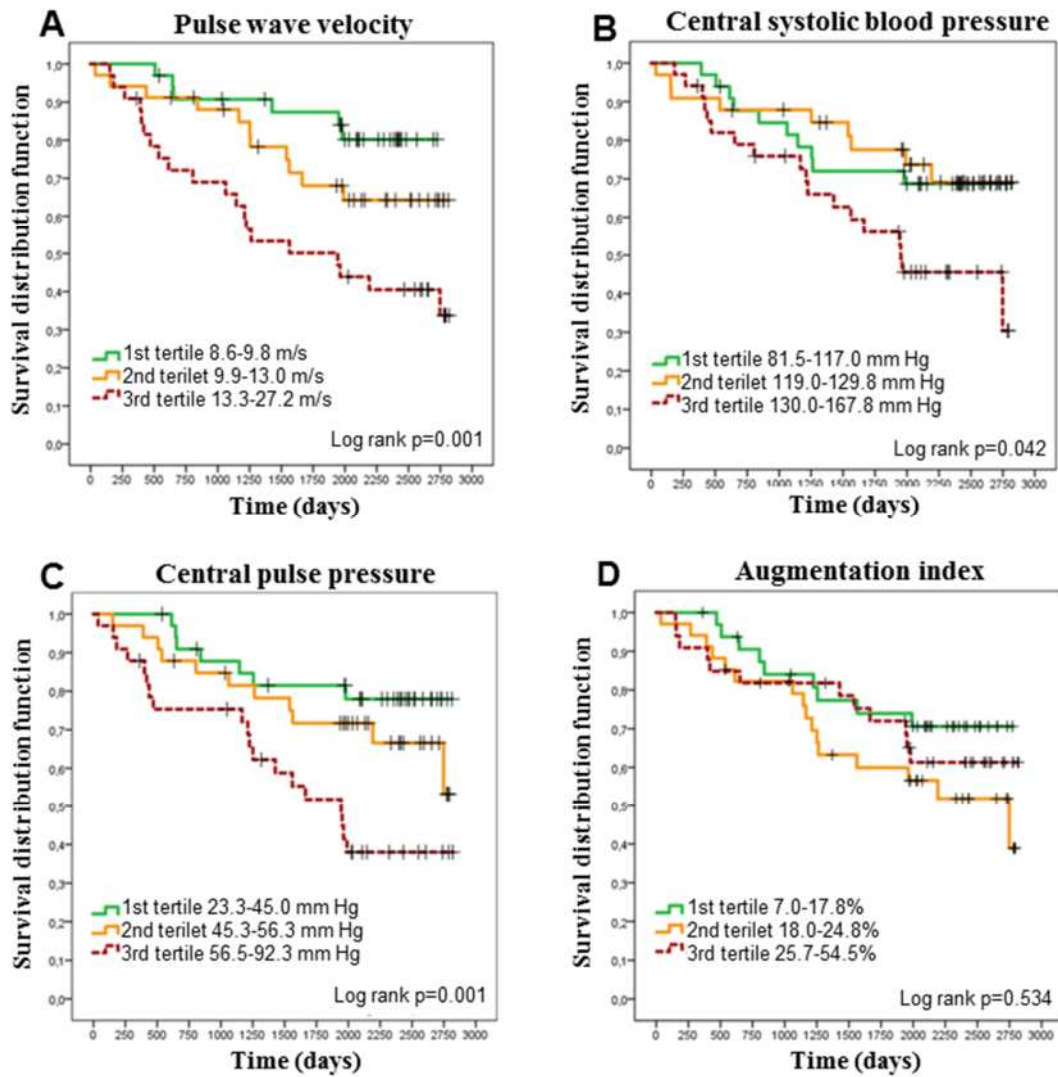 A
Pulse wave velocity
Survival distribution function
1,0
0,9
0,8
0,7
0,6
0,5
0,4
0,3
0,2
0,1
0,0
1st tertile 8.6-9.8 m/s
2nd terilet 9.9-13.0 m/s
3rd tertile 13.3-27.2 m/s
Log rank p=0.001
0 250 500 750 1000 1250 1500 1750 2000 2250 2500 2750 3000
Time (days)
B
Central systolic blood pressure
Survival distribution function
1,0
0,9
0,8
0,7
0,6
0,5
0,4
0,3
0,2
0,1
0,0
1st tertile 81.5-117.0 mm Hg
2nd terilet 119.0-129.8 mm Hg
3rd tertile 130.0-167.8 mm Hg
Log rank p=0.042
0 250 500 750 1000 1250 1500 1750 2000 2250 2500 2750 3000
Time (days)
C
Central pulse pressure
Survival distribution function
1,0
0,9
0,8
0,7
0,6
0,5
0,4
0,3
0,2
0,1
0,0
1st tertile 23.3-45.0 mm Hg
2nd terilet 45.3-56.3 mm Hg
3rd tertile 56.5-92.3 mm Hg
Log rank p=0.001
0 250 500 750 1000 1250 1500 1750 2000 2250 2500 2750 3000
Time (days)
D
Augmentation index
Survival distribution function
1,0
0,9
0,8
0,7
0,6
0,5
0,4
0,3
0,2
0,1
0,0
1st tertile 7.0-17.8%
2nd terilet 18.0-24.8%
3rd tertile 25.7-54.5%
Log rank p=0.534
0 250 500 750 1000 1250 1500 1750 2000 2250 2500 2750 3000
Time (days)